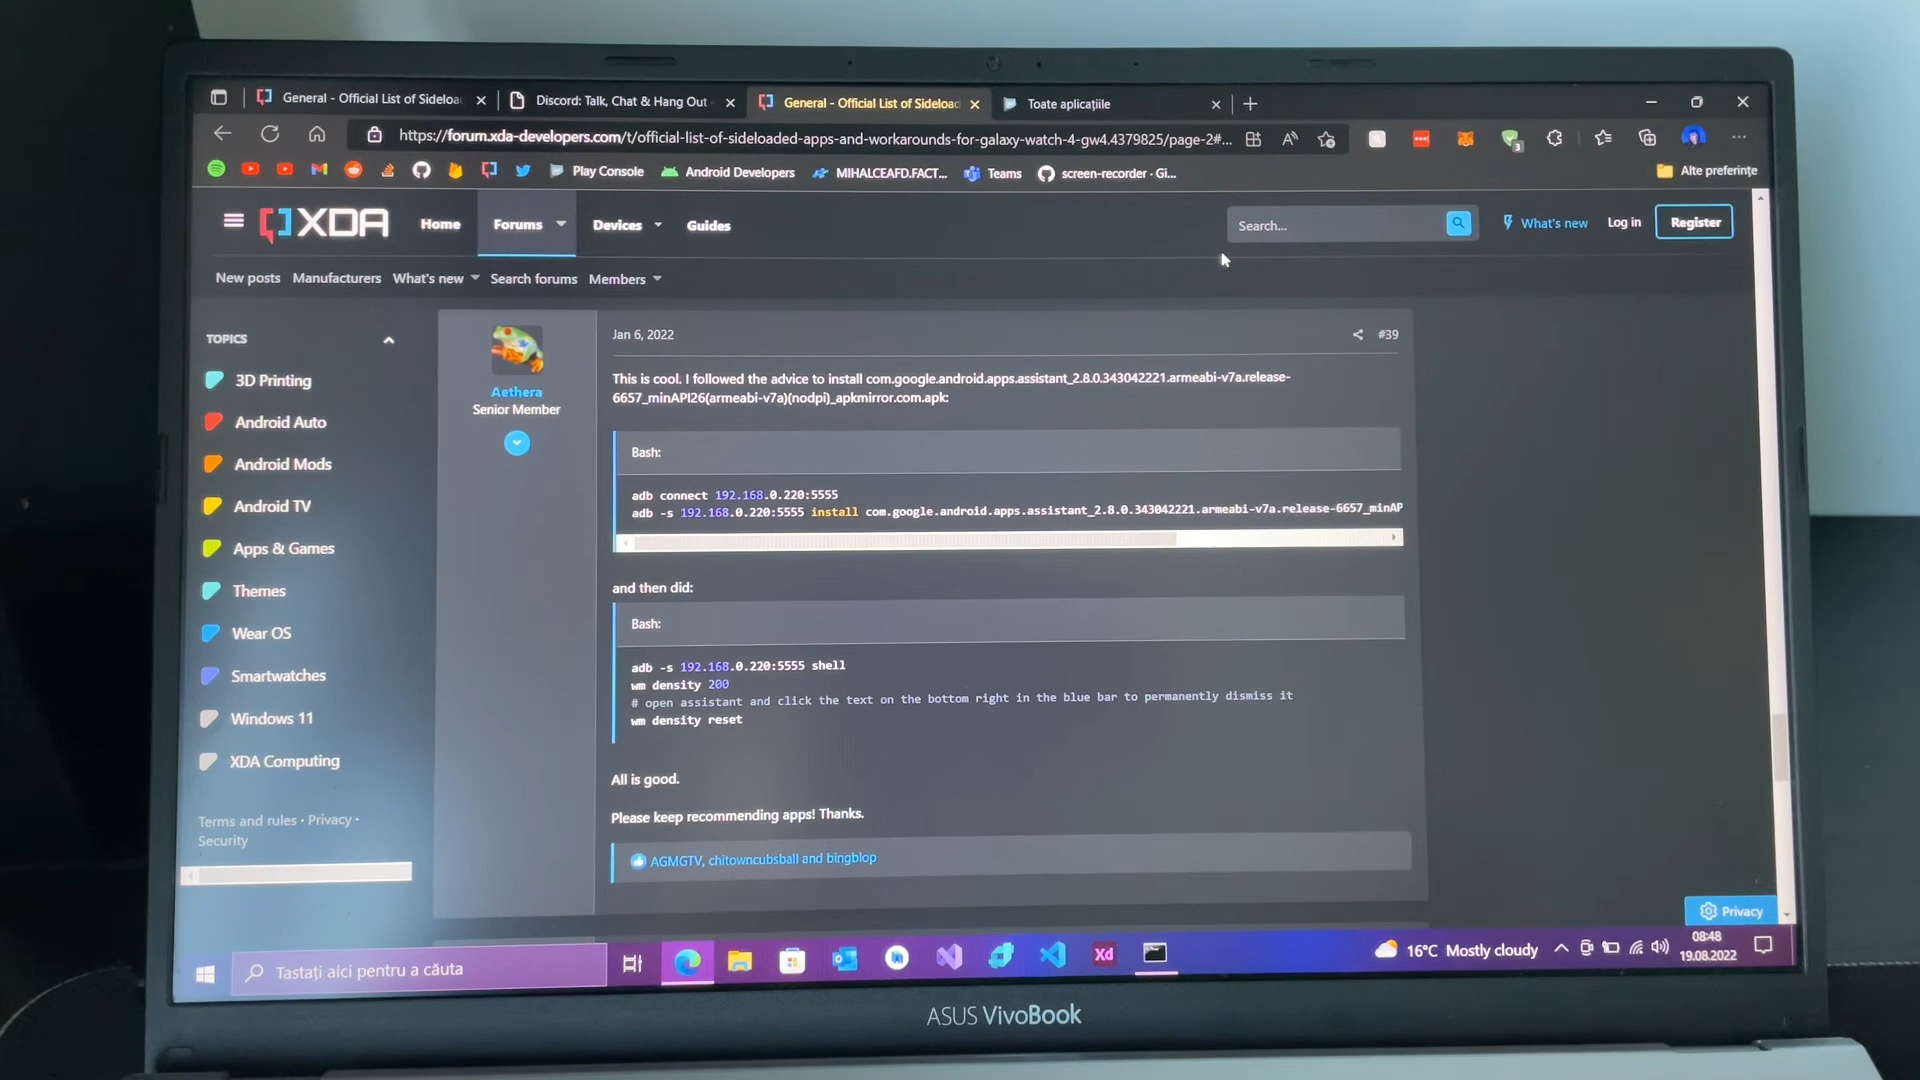 General - Official List of Sideloa
Discord: Talk, Chat & Hang Out
General - Official List of Sideload
Toate aplicațiile
https://forum.xda-developers.com/t/official-list-of-sideloaded-apps-and-workarounds-for-galaxy-watch-4-gw4.4379825/page-2#...
3
Play Console
Android Developers
MIHALCEAFD.FACT...
Teams
screen-recorder · Gi...
Alte preferințe
XDA
Home
Forums
Devices
Guides
Search...
What's new
Log in
Register
New posts
Manufacturers
What's new
Search forums
Members
TOPICS
3D Printing
Android Auto
Android Mods
Android TV
Apps & Games
Themes
Wear OS
Smartwatches
Windows 11
XDA Computing
Terms and rules · Privacy ·
Security
Aethera
Senior Member
Jan 6, 2022
#39
This is cool. I followed the advice to install com.google.android.apps.assistant_2.8.0.343042221.armeabi-v7a.release-
6657_minAPI26(armeabi-v7a)(nodpi)_apkmirror.com.apk:
Bash:
adb connect 192.168.0.220:5555
adb -s 192.168.0.220:5555 install com.google.android.apps.assistant_2.8.0.343042221.armeabi-v7a.release-6657_minAP
and then did:
Bash:
adb -s 192.168.0.220:5555 shell
wm density 200
# open assistant and click the text on the bottom right in the blue bar to permanently dismiss it
wm density reset
All is good.
Please keep recommending apps! Thanks.
AGMGTV, chitowncubsball and bingblop
Privacy
Tastați aici pentru a căuta
Xd
16°C Mostly cloudy
08:48
19.08.2022
ASUS VivoBook